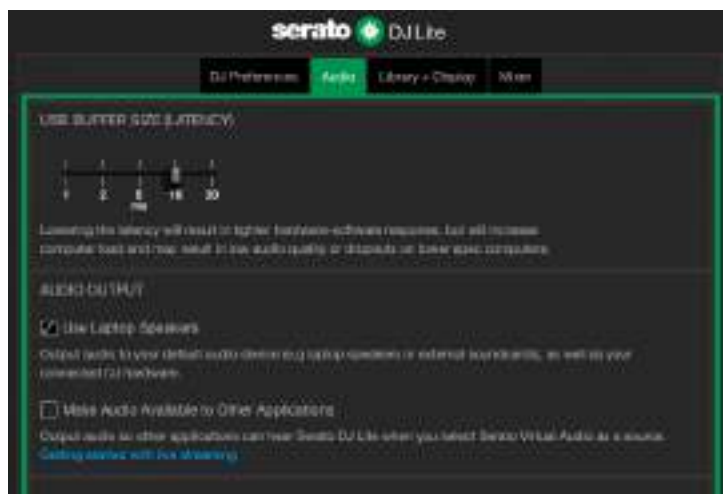 serato DJ Lite
DJ Preferences Audio Library + Display Mixer
USB BUFFER SIZE (LATENCY)
1 2 5 10 20
ms
Lowering the latency will result in tighter hardware-software response, but will increase
computer load and may result in low audio quality or dropouts on lower spec computers.
AUDIO OUTPUT
Use Laptop Speakers
Output audio to your default audio device e.g laptop speakers or external soundcards, as well as your
connected DJ hardware.
Make Audio Available to Other Applications
Output audio so other applications can hear Serato DJ Lite when you select Serato Virtual Audio as a source.
Getting started with live streaming